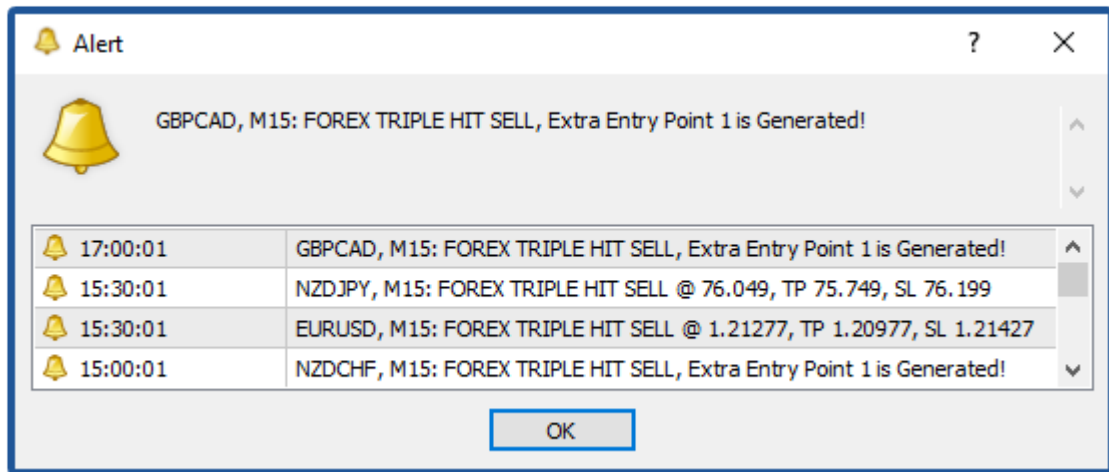 Alert
?
GBPCAD, M15: FOREX TRIPLE HIT SELL, Extra Entry Point 1 is Generated!
17:00:01 GBPCAD, M15: FOREX TRIPLE HIT SELL, Extra Entry Point 1 is Generated!
15:30:01 NZDJPY, M15: FOREX TRIPLE HIT SELL @ 76.049, TP 75.749, SL 76.199
15:30:01 EURUSD, M15: FOREX TRIPLE HIT SELL @ 1.21277, TP 1.20977, SL 1.21427
15:00:01 NZDCHF, M15: FOREX TRIPLE HIT SELL, Extra Entry Point 1 is Generated!
OK